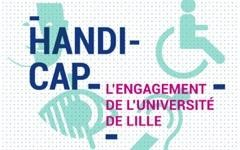 HANDI-
CAP
L'ENGAGEMENT
DE L'UNIVERSITÉ
DE LILLE